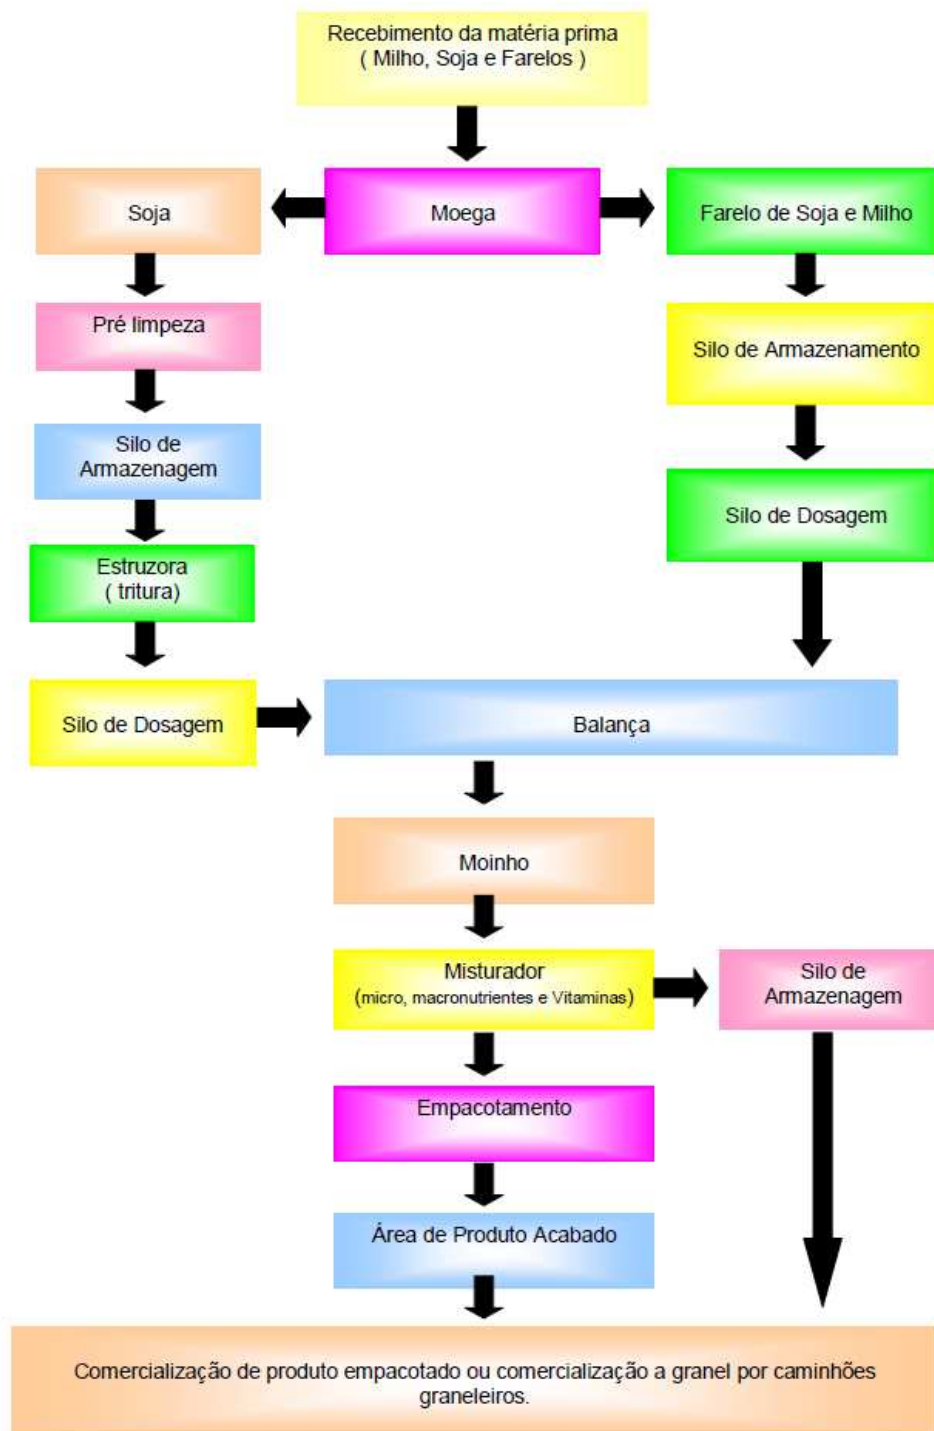 Recebimento da matéria prima
( Milho, Soja e Farelos )
Soja
Moega
Farelo de Soja e Milho
Pré limpeza
Silo de Armazenamento
Silo de
Armazenagem
Silo de Dosagem
Estruzora
( tritura)
Silo de Dosagem
Balança
Moinho
Misturador
(micro, macronutrientes e Vitaminas)
Silo de
Armazenagem
Empacotamento
Área de Produto Acabado
Comercialização de produto empacotado ou comercialização a granel por caminhões
graneleiros.